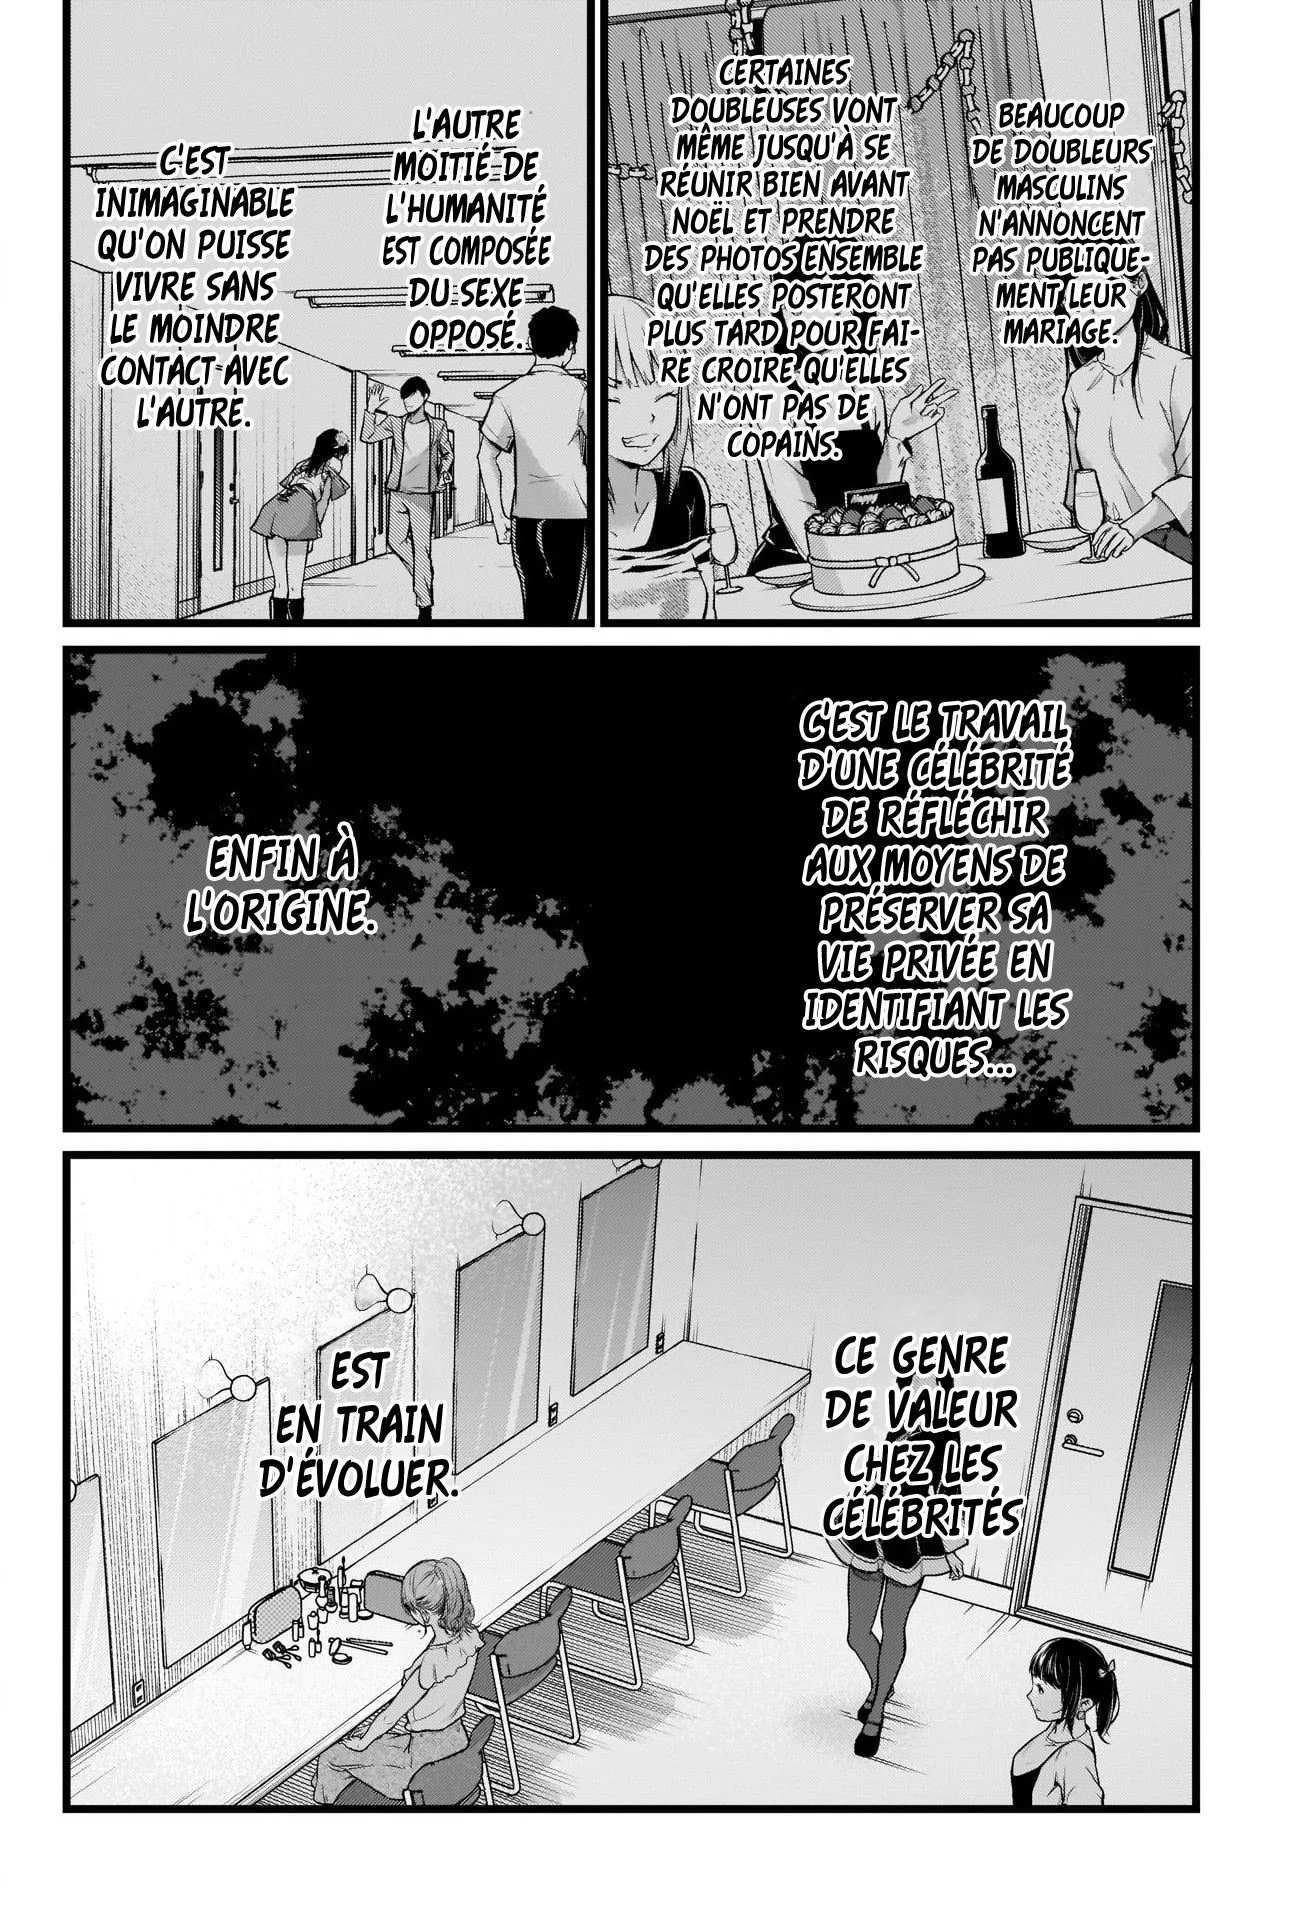 BEAUCOUP
DE DOUBLEURS
MASCULINS
N'ANNONCENT
PAS PUBLIQUE-
MENT LEUR
MARIAGE.
CERTAINES
DOUBLEUSES VONT
MÊME JUSQU'À SE
RÉUNIR BIEN AVANT
NOËL ET PRENDRE
DES PHOTOS ENSEMBLE
QU'ELLES POSTERONT
PLUS TARD POUR FAI-
RE CROIRE QU'ELLES
N'ONT PAS DE
COPAINS.
Happy
L'AUTRE
MOITIÉ DE
L'HUMANITÉ
EST COMPOSÉE
DU SEXE
OPPOSÉ.
C'EST
INIMAGINABLE
QU'ON PUISSE
VIVRE SANS
LE MOINDRE
CONTACT AVEC
L'AUTRE.
C'EST LE TRAVAIL
D'UNE CÉLÉBRITÉ
DE RÉFLÉCHIR
AUX MOYENS DE
PRÉSERVER SA
VIE PRIVÉE EN
IDENTIFIANT LES
RISQUES...
ENFIN À
L'ORIGINE.
CE GENRE
DE VALEUR
CHEZ LES
CÉLÉBRITÉS
EST
EN TRAIN
D'ÉVOLUER.